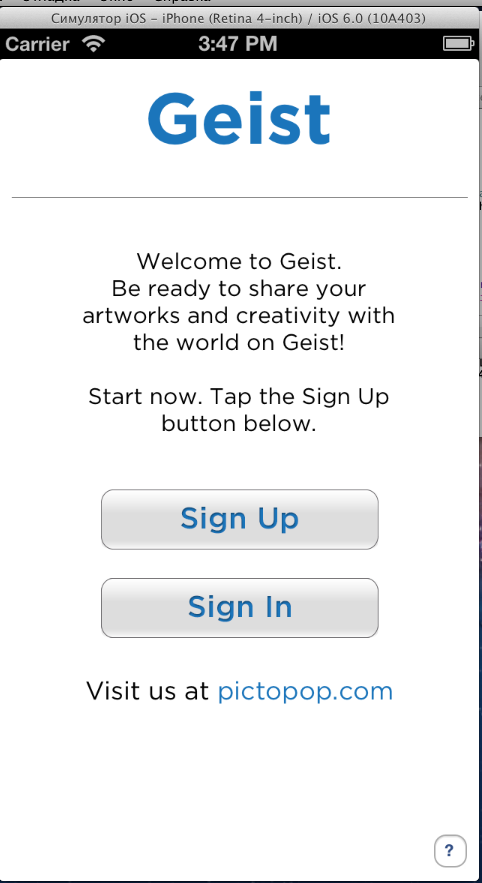 Симулятор iOS – iPhone (Retina 4-inch) / iOS 6.0 (10A403)
Carrier 3:47 PM
Geist
Welcome to Geist.
Be ready to share your
artworks and creativity with
the world on Geist!
Start now. Tap the Sign Up
button below.
Sign Up
Sign In
Visit us at pictopop.com
?